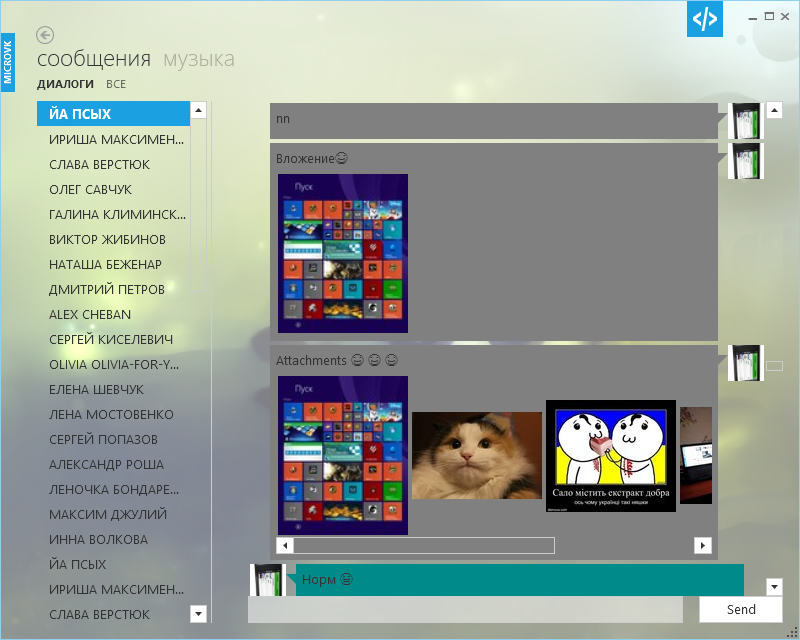 </>
MICROVK
сообщения музыка
ДИАЛОГИ ВСЕ
ЙА ПСЫХ
ИРИША МАКСИМЕН...
СЛАВА ВЕРСТЮК
ОЛЕГ САВЧУК
ГАЛИНА КЛИМИНСК...
ВИКТОР ЖИБИНОВ
НАТАША БЕЖЕНАР
ДМИТРИЙ ПЕТРОВ
ALEX CHEBAN
СЕРГЕЙ КИСЕЛЕВИЧ
OLIVIA OLIVIA-FOR-Y...
ЕЛЕНА ШЕВЧУК
ЛЕНА МОСТОВЕНКО
СЕРГЕЙ ПОПАЗОВ
АЛЕКСАНДР РОША
ЛЕНОЧКА БОНДАРЕ...
МАКСИМ ДЖУЛИЙ
ИННА ВОЛКОВА
ЙА ПСЫХ
ИРИША МАКСИМЕН...
СЛАВА ВЕРСТЮК
nn
Вложение😄
Пуск
Attachments 😄 😄 😄
Пуск
Сало містить екстракт добра
ось чому українці такі няшки
Норм 😄
Send